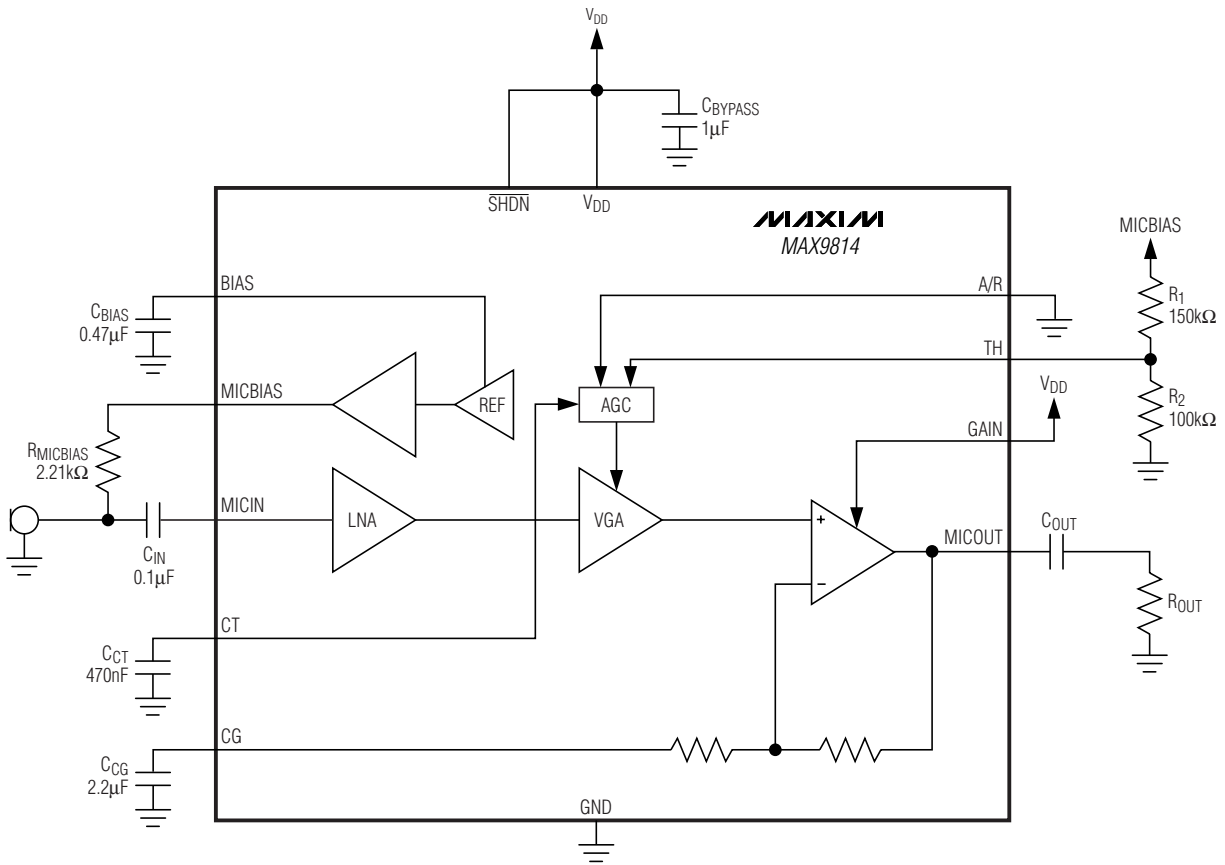 VDD
CBYPASS
1µF
SHDN
VDD
MAXIM
MAX9814
MICBIAS
BIAS
A/R
CBIAS
0.47µF
R1
150kΩ
TH
MICBIAS
REF
AGC
VDD
R2
100kΩ
GAIN
RMICBIAS
2.21kΩ
MICIN
LNA
VGA
+
−
MICOUT
COUT
CIN
0.1µF
ROUT
CT
CCT
470nF
CG
CCG
2.2µF
GND